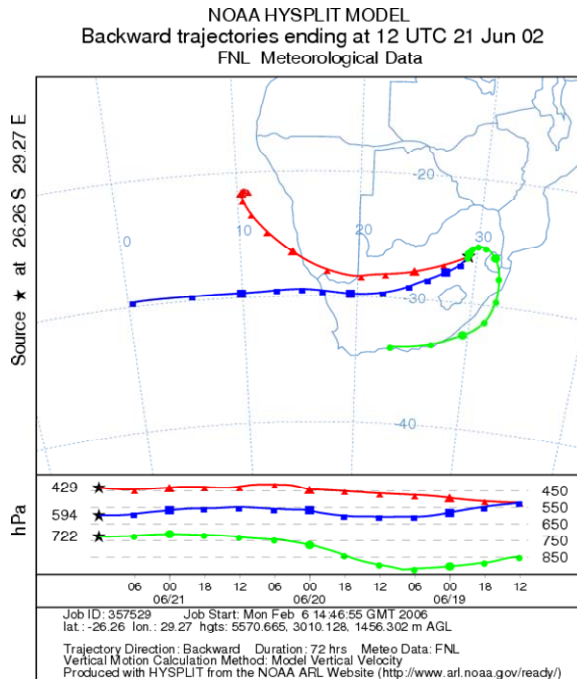 NOAA HYSPLIT MODEL
Backward trajectories ending at 12 UTC 21 Jun 02
FNL Meteorological Data
Source ★ at 26.26 S 29.27 E
-20
10
0
20
30
-30
-40
hPa
429
594
722
450
550
650
750
850
06 00 18 12 06 00 18 12 06 00 18 12
06/21 06/20 06/19
Job ID: 357529 Job Start: Mon Feb 6 14:46:55 GMT 2006
lat.: -26.26 lon.: 29.27 hgts: 5570.665, 3010.128, 1456.302 m AGL
Trajectory Direction: Backward Duration: 72 hrs Meteo Data: FNL
Vertical Motion Calculation Method: Model Vertical Velocity
Produced with HYSPLIT from the NOAA ARL Website (http://www.arl.noaa.gov/ready/)